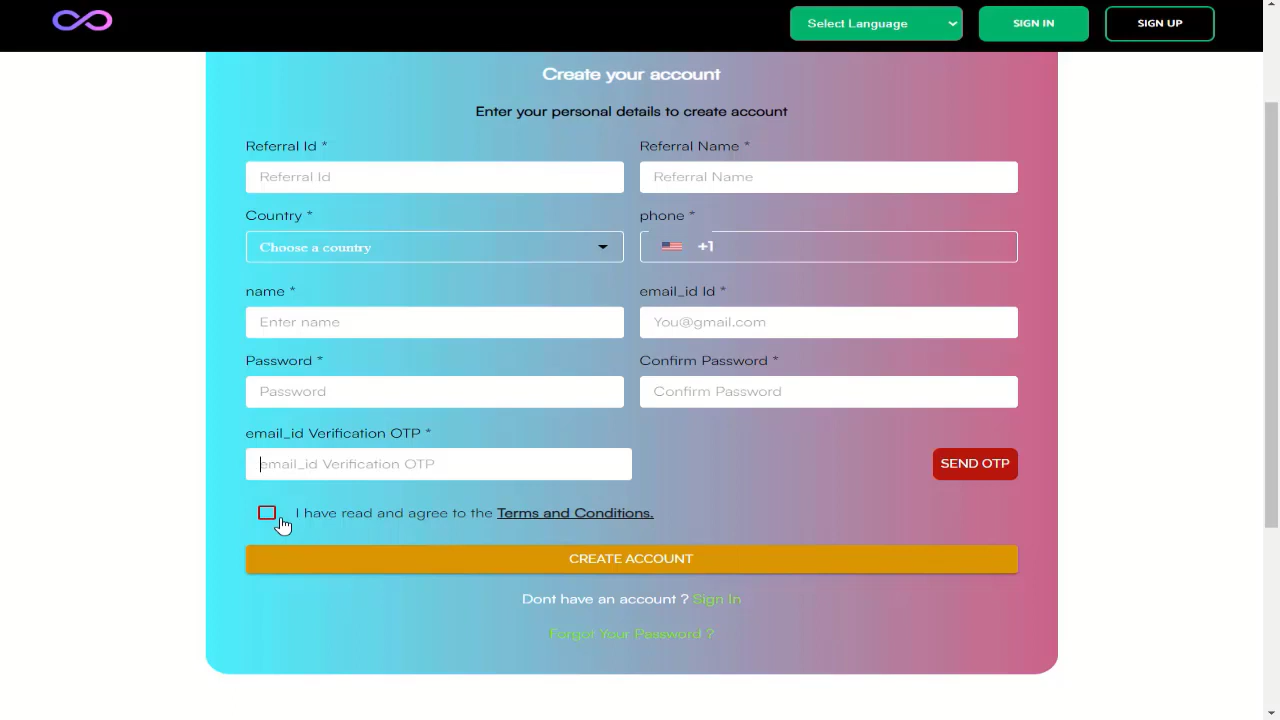 Select Language SIGN IN SIGN UP
Create your account
Enter your personal details to create account
Referral Id * Referral Name *
Referral Id Referral Name
Country * phone *
Choose a country +1
name * email_id Id *
Enter name You@gmail.com
Password * Confirm Password *
Password Confirm Password
email_id Verification OTP *
email_id Verification OTP SEND OTP
I have read and agree to the Terms and Conditions.
CREATE ACCOUNT
Dont have an account ? Sign In
Forgot Your Password ?